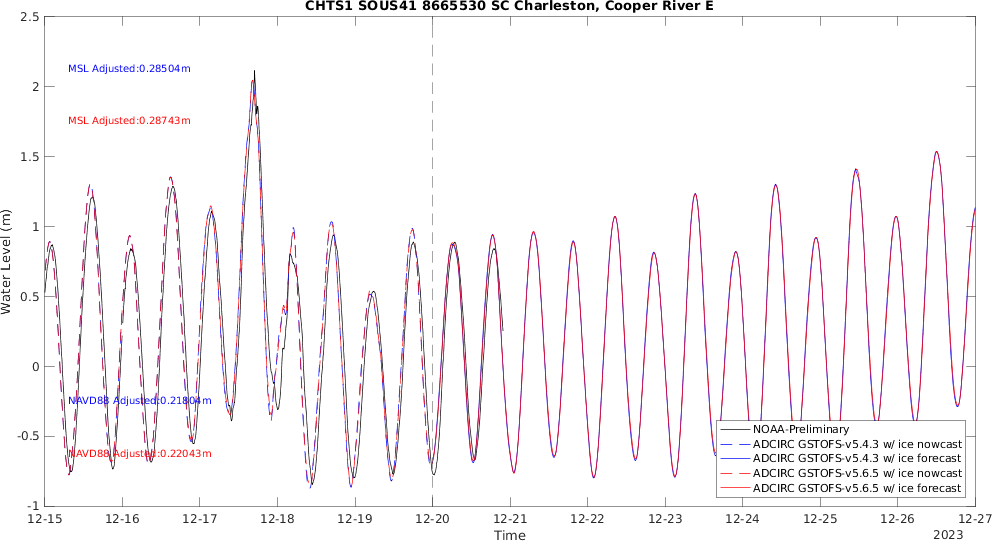 CHTS1 SOUS41 8665530 SC Charleston, Cooper River E
2.5
2
1.5
1
0.5
0
-0.5
-1
Water Level (m)
MSL Adjusted:0.28504m
MSL Adjusted:0.28743m
NAVD88 Adjusted:0.21804m
NAVD88 Adjusted:0.22043m
NOAA-Preliminary
ADCIRC GSTOFS-v5.4.3 w/ ice nowcast
ADCIRC GSTOFS-v5.4.3 w/ ice forecast
ADCIRC GSTOFS-v5.6.5 w/ ice nowcast
ADCIRC GSTOFS-v5.6.5 w/ ice forecast
12-15 12-16 12-17 12-18 12-19 12-20 12-21 12-22 12-23 12-24 12-25 12-26 12-27
Time
2023